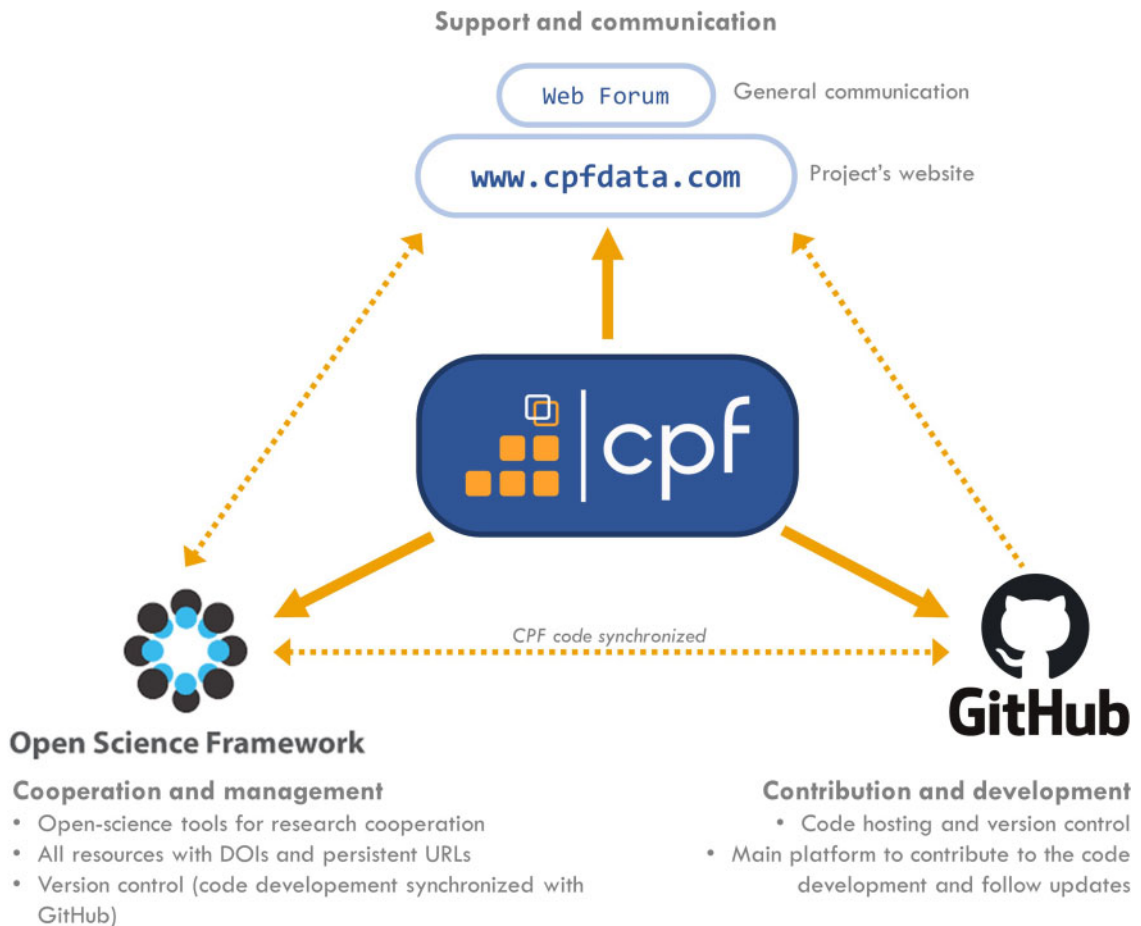 Support and communication
Web Forum
General communication
www.cpfdata.com
Project's website
cpf
CPF code synchronized
Open Science Framework
GitHub
Cooperation and management
• Open-science tools for research cooperation
• All resources with DOIs and persistent URLs
• Version control (code developement synchronized with
GitHub)
Contribution and development
• Code hosting and version control
• Main platform to contribute to the code
development and follow updates